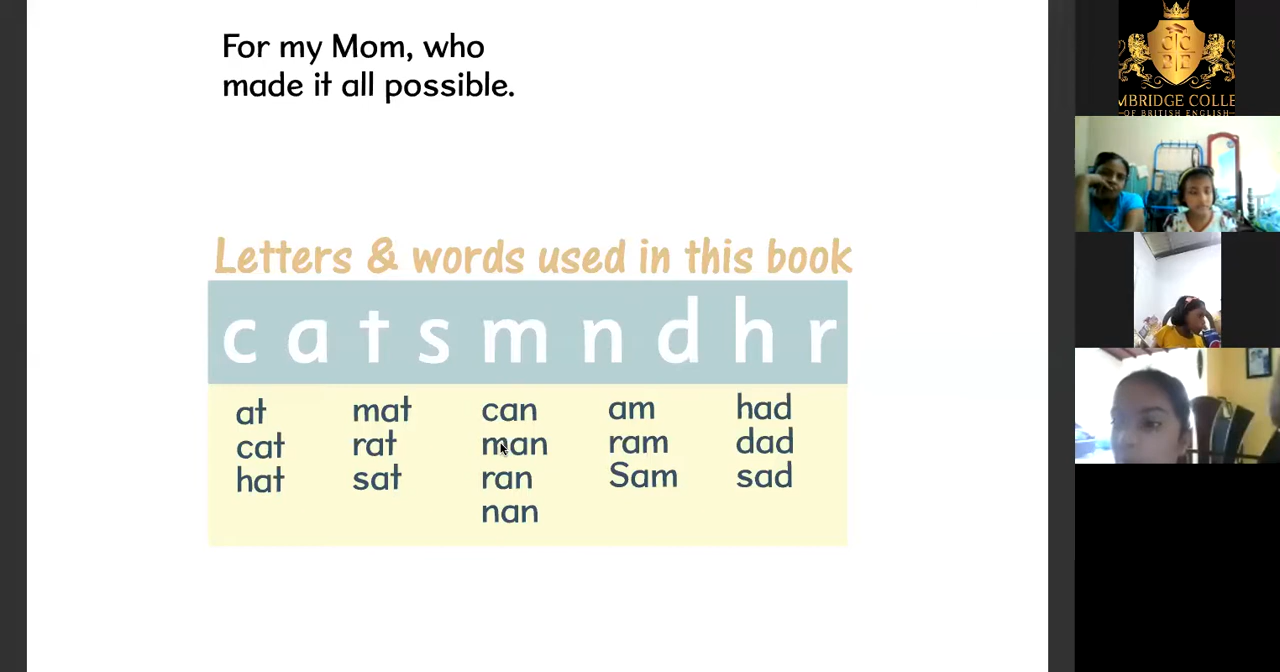 For my Mom, who
made it all possible.
Letters & words used in this book
c a t s m n d h r
at mat can am had
cat rat man ram dad
hat sat ran Sam sad
nan
C C
B E
MBRIDGE COLLE
OF BRITISH ENGLISH